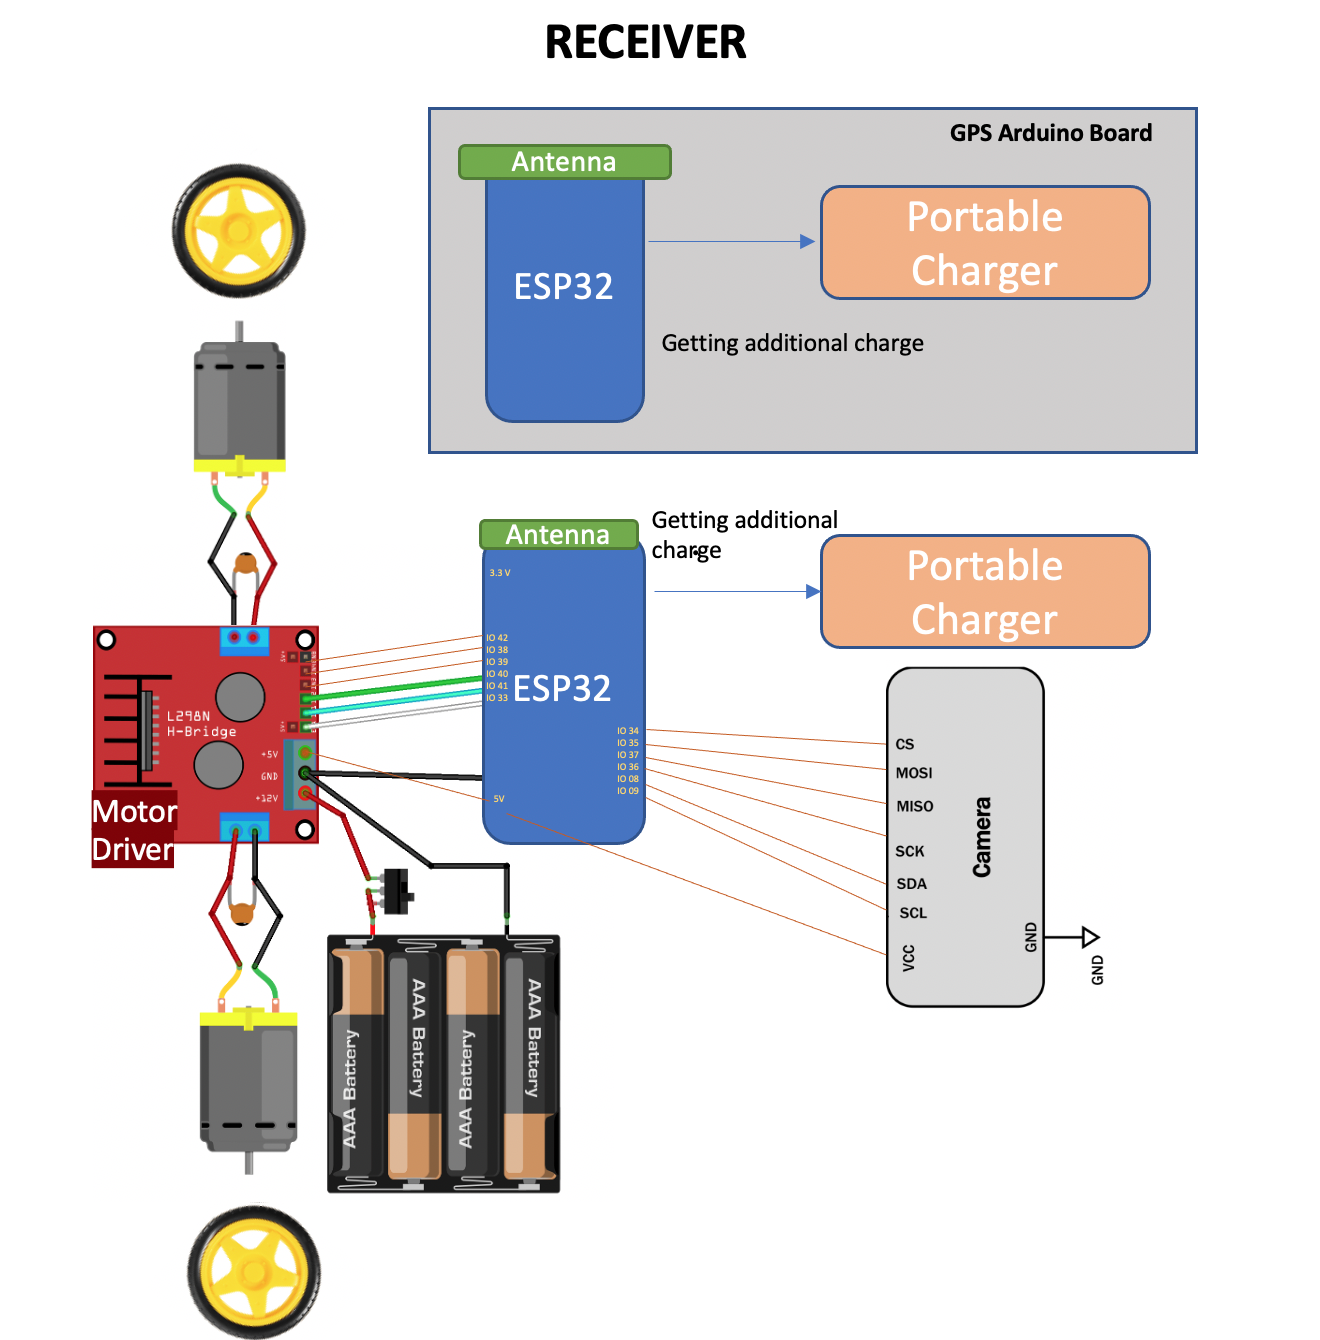 RECEIVER
GPS Arduino Board
Antenna
Portable
Charger
ESP32
Getting additional charge
Getting additional
charge
Antenna
Portable
Charger
3.3 V
IO 42
IO 38
IO 39
IO 40
IO 41
IO 33
ESP32
IO 34
IO 35
IO 37
IO 36
IO 08
IO 09
5V
L298N
H-Bridge
+5V
GND
+12V
5V+
5V+
Motor
Driver
CS
MOSI
MISO
SCK
SDA
SCL
VCC
Camera
GND
GND
AAA Battery
AAA Battery
AAA Battery
AAA Battery